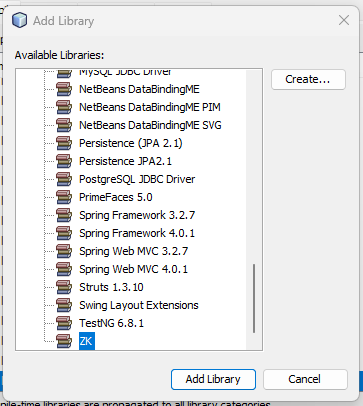 Add Library
Available Libraries:
MySQL JDBC Driver
NetBeans DataBindingME
NetBeans DataBindingME PIM
NetBeans DataBindingME SVG
Persistence (JPA 2.1)
Persistence JPA2.1
PostgreSQL JDBC Driver
PrimeFaces 5.0
Spring Framework 3.2.7
Spring Framework 4.0.1
Spring Web MVC 3.2.7
Spring Web MVC 4.0.1
Struts 1.3.10
Swing Layout Extensions
TestNG 6.8.1
ZK
Create...
Add Library
Cancel
pile-time libraries are propagated to all library categories